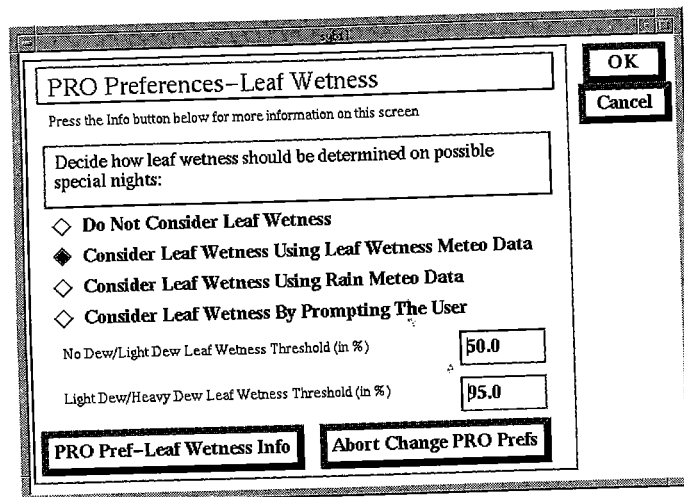 OK
Cancel
PRO Preferences–Leaf Wetness
Press the Info button below for more information on this screen
Decide how leaf wetness should be determined on possible
special nights:
Do Not Consider Leaf Wetness
Consider Leaf Wetness Using Leaf Wetness Meteo Data
Consider Leaf Wetness Using Rain Meteo Data
Consider Leaf Wetness By Prompting The User
No Dew/Light Dew Leaf Wetness Threshold (in %)
50.0
Light Dew/Heavy Dew Leaf Wetness Threshold (in %)
95.0
PRO Pref–Leaf Wetness Info
Abort Change PRO Prefs